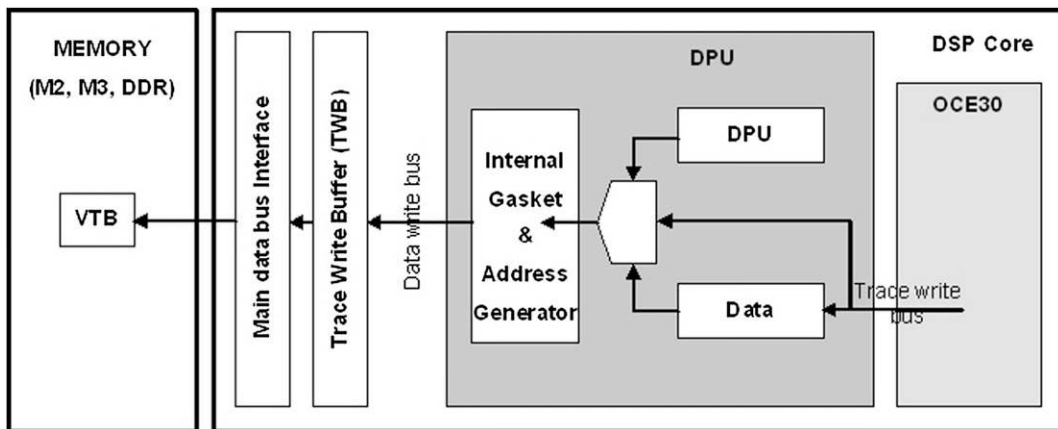 MEMORY
(M2, M3, DDR)
VTB
Main data bus Interface
Trace Write Buffer (TWB)
Data write bus
DPU
Internal
Gasket
&
Address
Generator
DPU
Data
DSP Core
OCE30
Trace write
bus